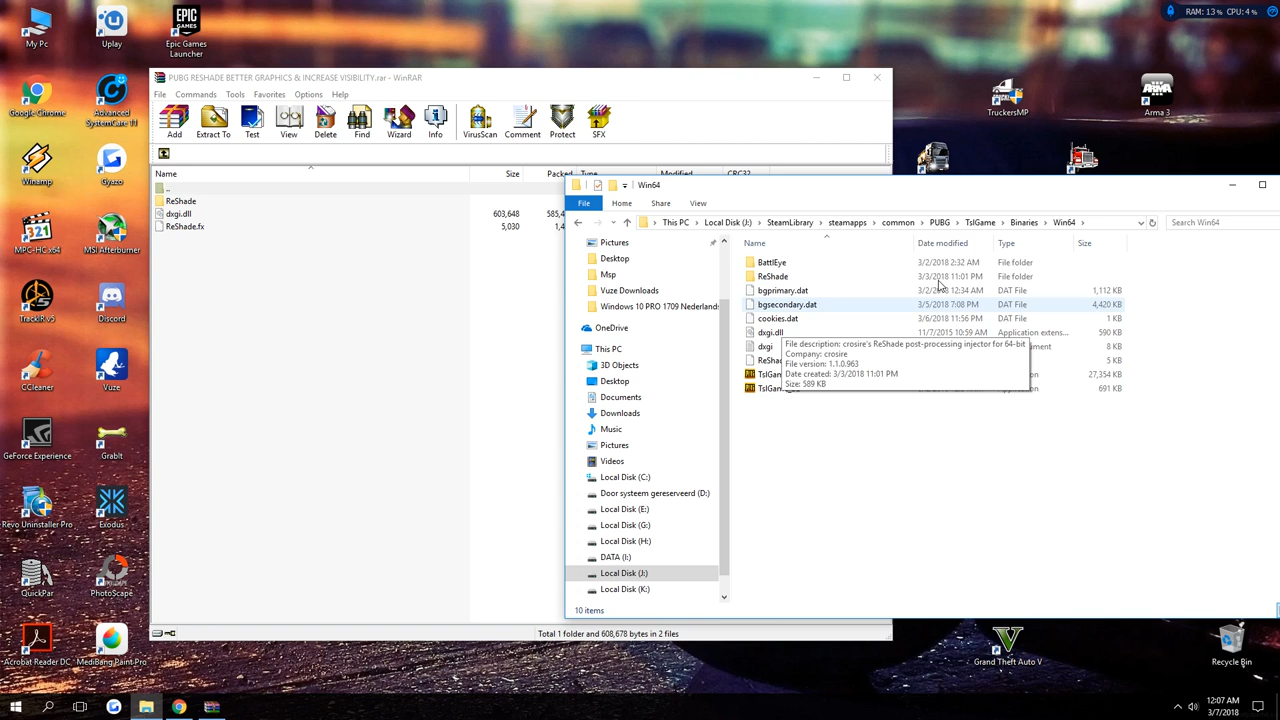 RAM: 13 % CPU: 4 %
My Pc
Uplay
Epic Games
Launcher
Google Chrome
Advanced
SystemCare 11
Winamp
Gyazo
MPC-HC x64
MSI Afterburner
TrackIR v5
Discord
CCleaner
Vuze
GeForce Experience
GrabIt
Revo Uninstaller Pro
Exodus
QuickPar
PhotoScape
Acrobat Reader DC
MediBang Paint Pro
TruckersMP
Arma 3
Grand Theft Auto V
Recycle Bin
PUBG RESHADE BETTER GRAPHICS & INCREASE VISIBILITY.rar - WinRAR
File Commands Tools Favorites Options Help
Add Extract To Test View Delete Find Wizard Info VirusScan Comment Protect SFX
Name Size Packed Type Modified CRC32
..
ReShade
dxgi.dll 603,648
ReShade.fx 5,030
Total 1 folder and 608,678 bytes in 2 files
Win64
File Home Share View
This PC › Local Disk (J:) › SteamLibrary › steamapps › common › PUBG › TslGame › Binaries › Win64 ›
Search Win64
Pictures
Desktop
Msp
Vuze Downloads
Windows 10 PRO 1709 Nederlands
OneDrive
This PC
3D Objects
Desktop
Documents
Downloads
Music
Pictures
Videos
Local Disk (C:)
Door systeem gereserveerd (D:)
Local Disk (E:)
Local Disk (G:)
Local Disk (H:)
DATA (I:)
Local Disk (J:)
Local Disk (K:)
Name Date modified Type Size
BattlEye 3/2/2018 2:32 AM File folder
ReShade 3/3/2018 11:01 PM File folder
bgprimary.dat 12:34 AM DAT File 1,112 KB
bgsecondary.dat 3/5/2018 7:08 PM DAT File 4,420 KB
cookies.dat 3/6/2018 11:56 PM DAT File 1 KB
dxgi.dll 11/7/2015 10:59 AM Application extens... 590 KB
dxgi 8 KB
5 KB
27,354 KB
691 KB
File description: crosire's ReShade post-processing injector for 64-bit
Company: crosire
File version: 1.1.0.963
Date created: 3/3/2018 11:01 PM
Size: 589 KB
10 items
12:07 AM
3/7/2018